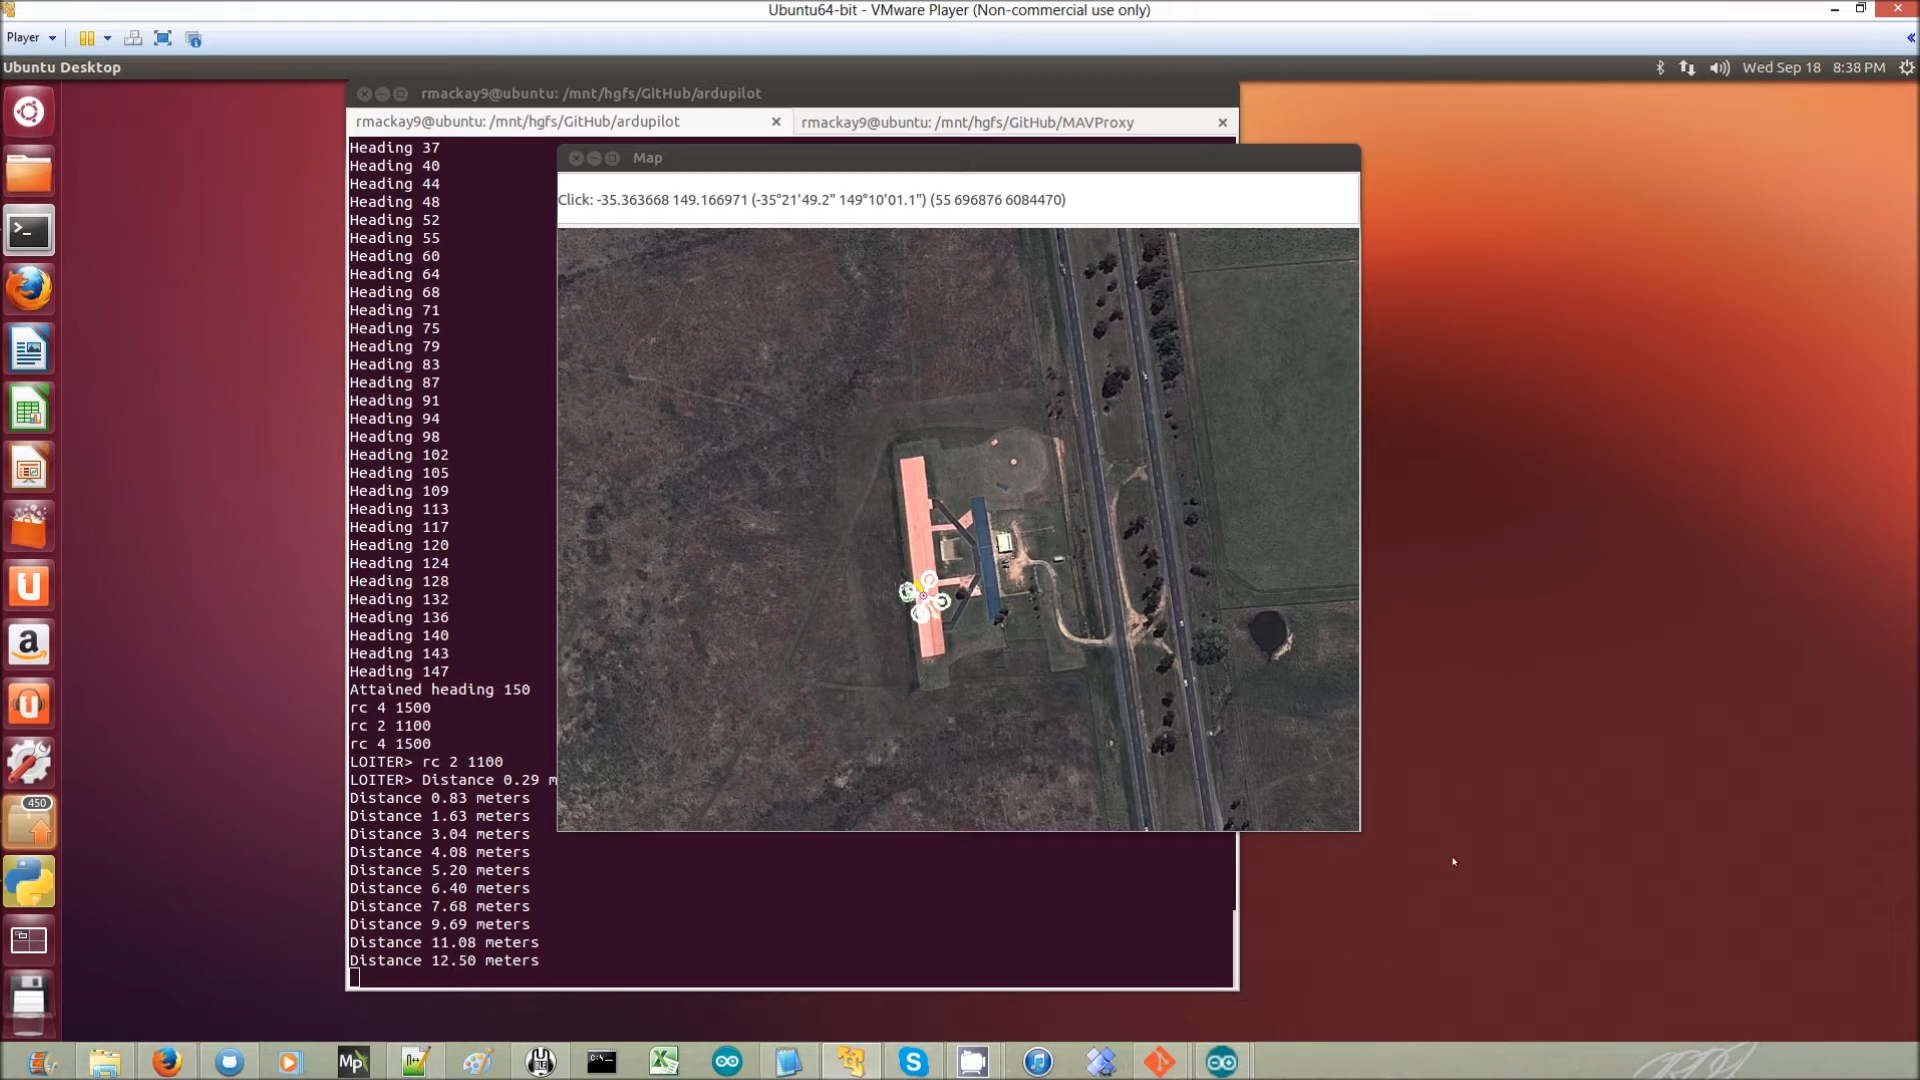 Ubuntu64-bit - VMware Player (Non-commercial use only)
Player
Ubuntu Desktop
Wed Sep 18 8:38 PM
rmackay9@ubuntu: /mnt/hgfs/GitHub/ardupilot
rmackay9@ubuntu: /mnt/hgfs/GitHub/ardupilot
rmackay9@ubuntu: /mnt/hgfs/GitHub/MAVProxy
Heading 37
Heading 40
Heading 44
Heading 48
Heading 52
Heading 55
Heading 60
Heading 64
Heading 68
Heading 71
Heading 75
Heading 79
Heading 83
Heading 87
Heading 91
Heading 94
Heading 98
Heading 102
Heading 105
Heading 109
Heading 113
Heading 117
Heading 120
Heading 124
Heading 128
Heading 132
Heading 136
Heading 140
Heading 143
Heading 147
Attained heading 150
rc 4 1500
rc 2 1100
rc 4 1500
LOITER> rc 2 1100
LOITER> Distance 0.29 m
Distance 0.83 meters
Distance 1.63 meters
Distance 3.04 meters
Distance 4.08 meters
Distance 5.20 meters
Distance 6.40 meters
Distance 7.68 meters
Distance 9.69 meters
Distance 11.08 meters
Distance 12.50 meters
Map
Click: -35.363668 149.166971 (-35°21'49.2" 149°10'01.1") (55 696876 6084470)
450
Mp
BLE
C:\_